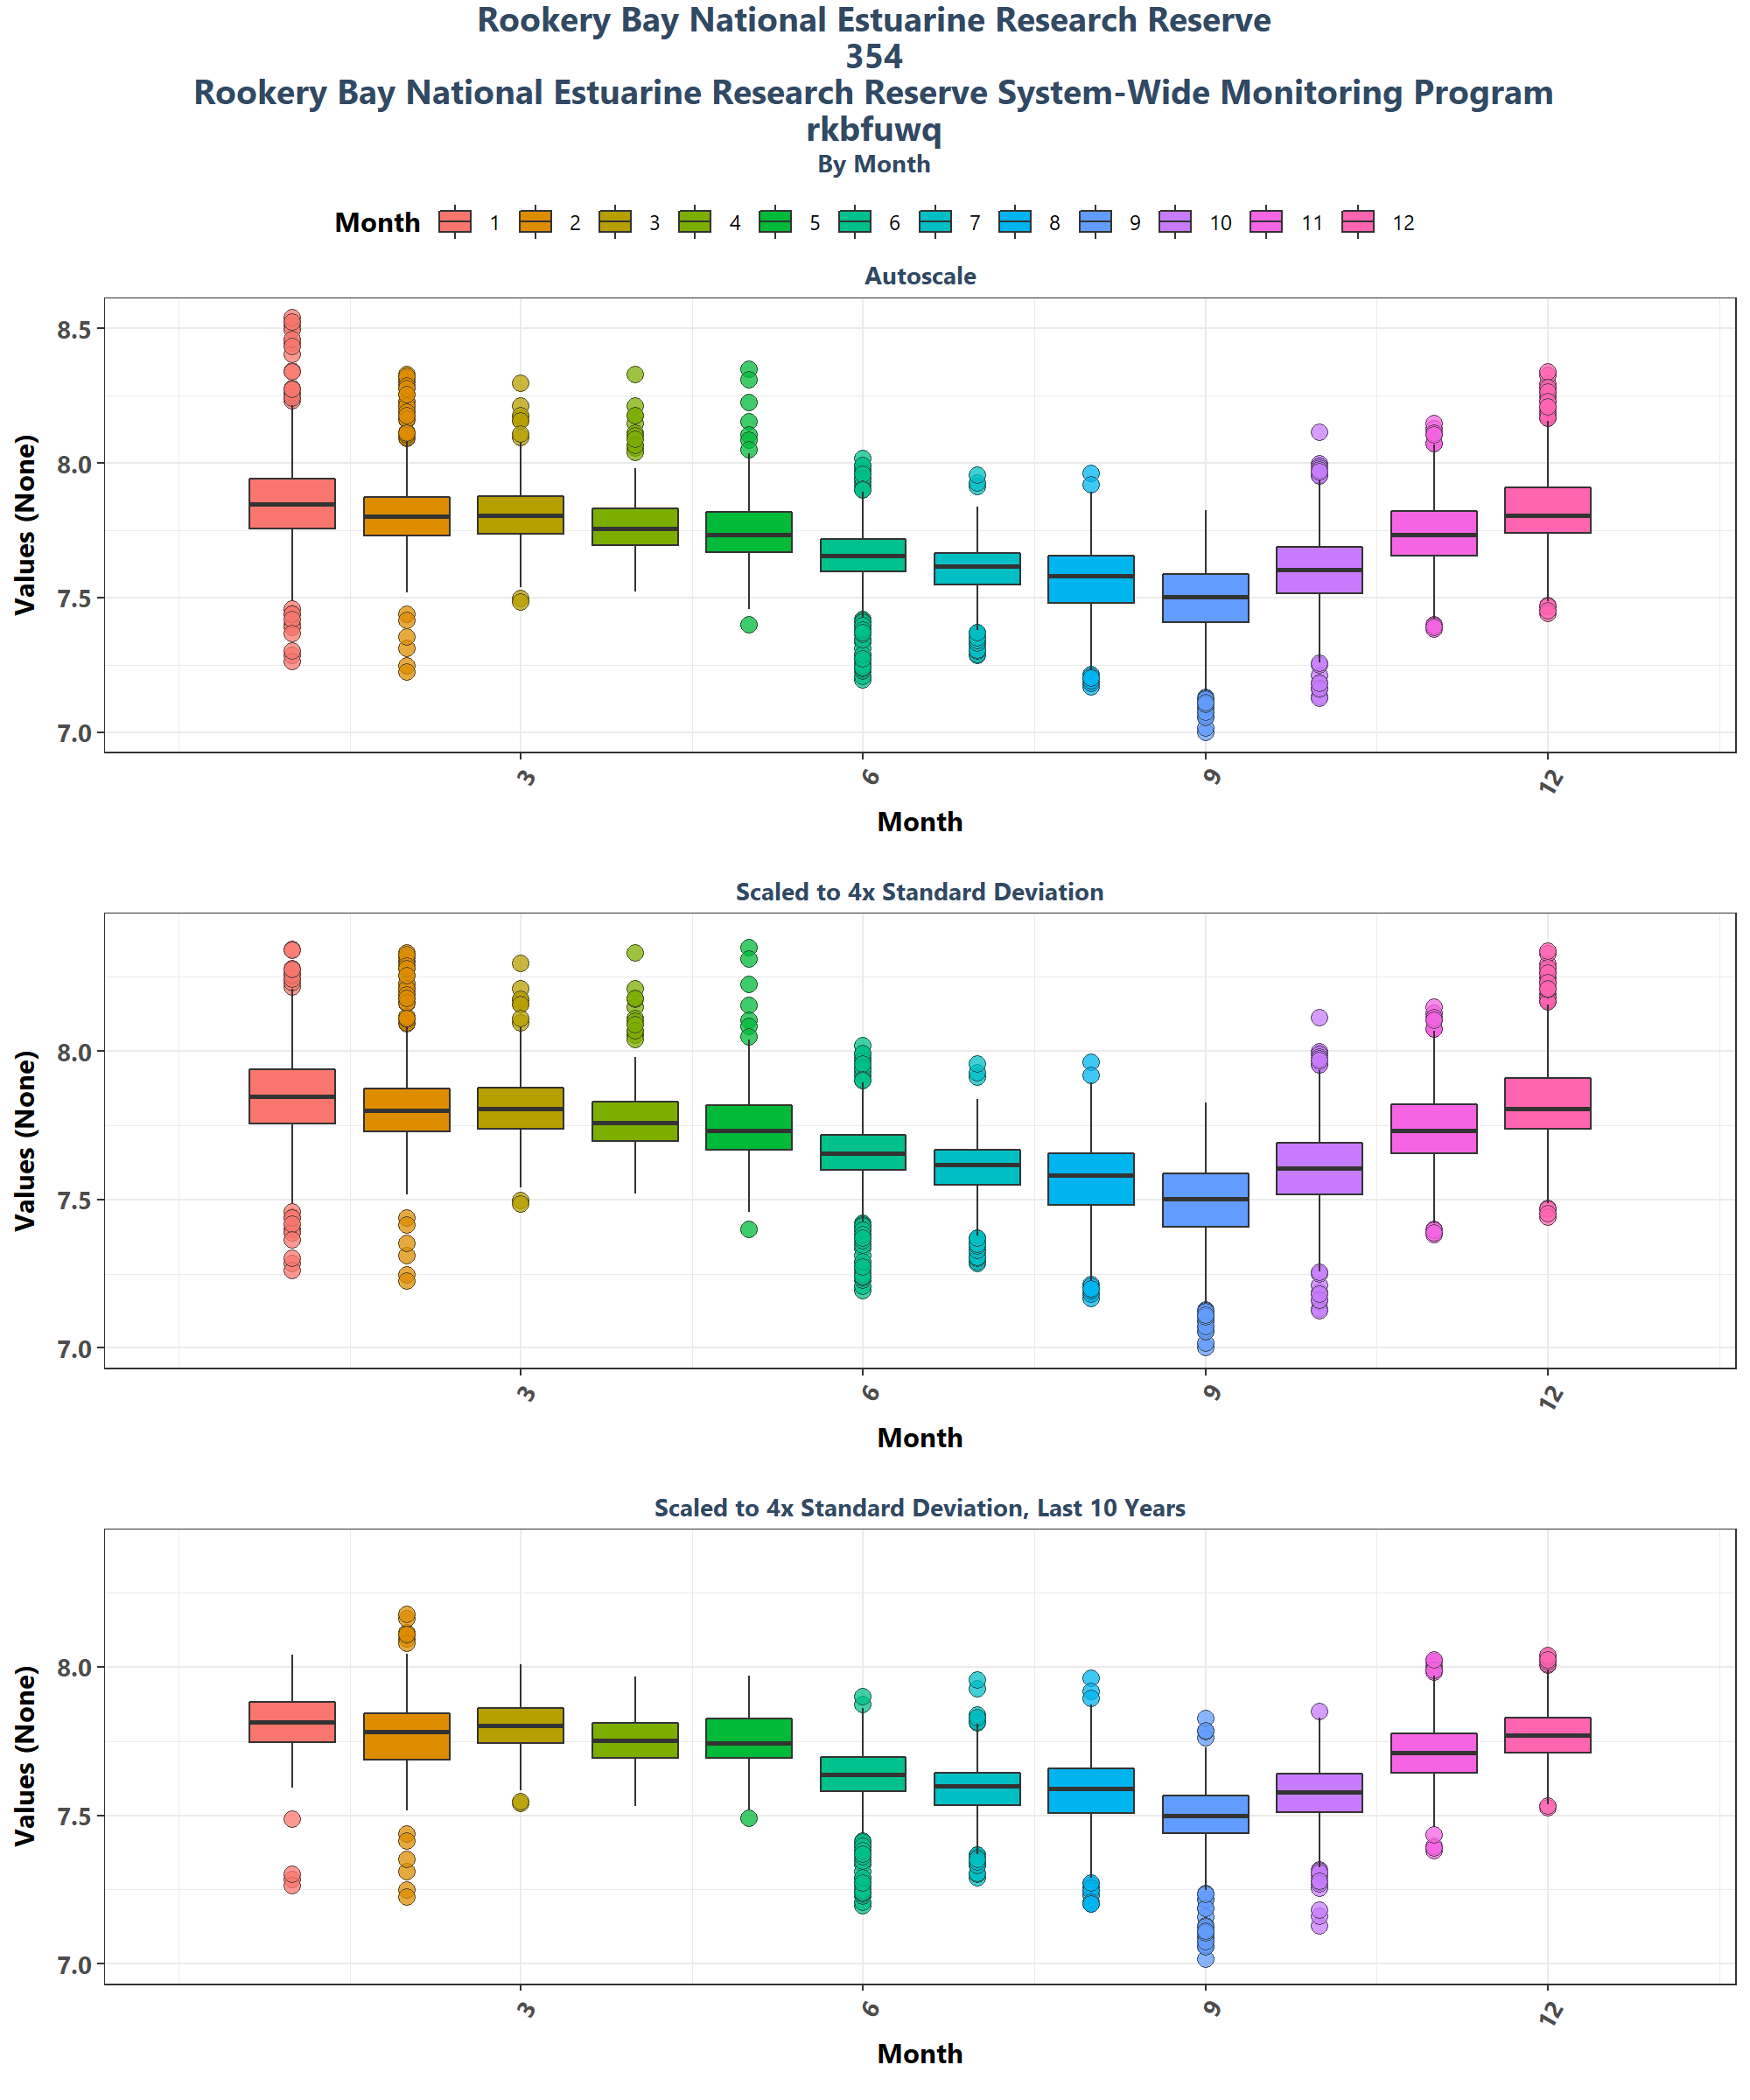 Rookery Bay National Estuarine Research Reserve
354
Rookery Bay National Estuarine Research Reserve System-Wide Monitoring Program
rkbfuwq
By Month
Month 1 2 3 4 5 6 7 8 9 10 11 12
Autoscale
Values (None)
8.5
8.0
7.5
7.0
3 6 9 12
Month
Scaled to 4x Standard Deviation
Values (None)
8.0
7.5
7.0
3 6 9 12
Month
Scaled to 4x Standard Deviation, Last 10 Years
Values (None)
8.0
7.5
7.0
3 6 9 12
Month